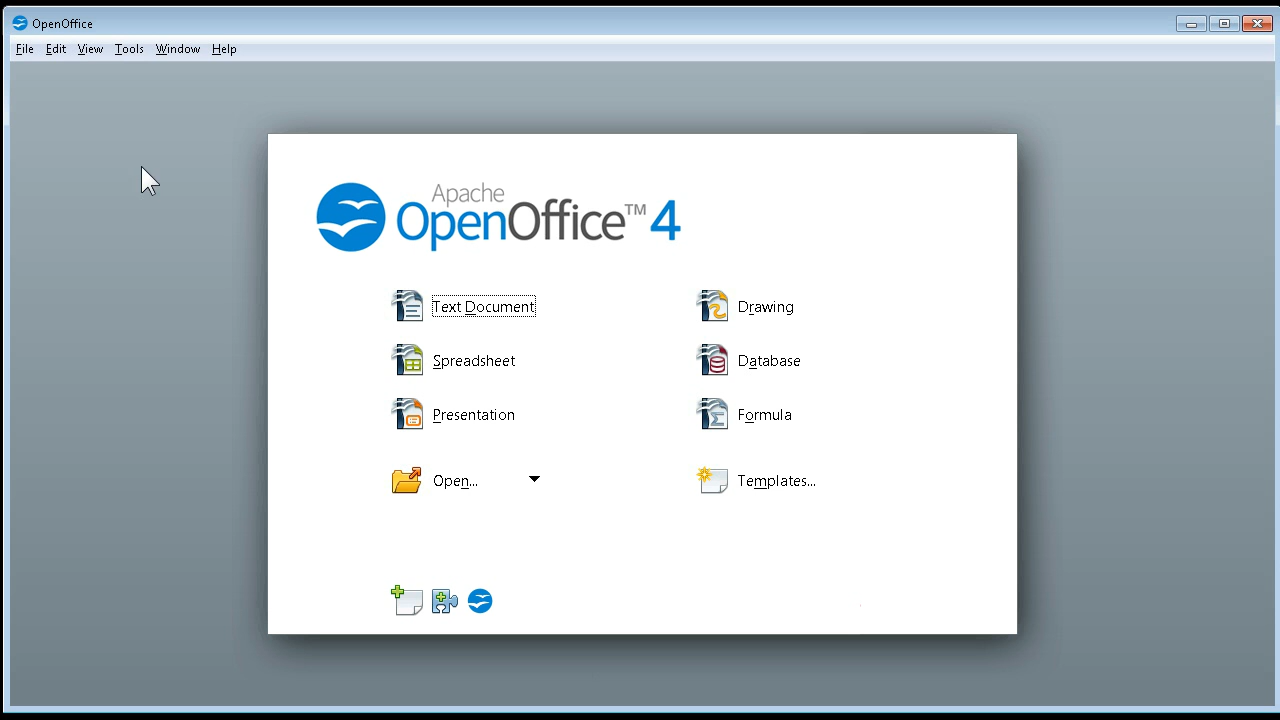 OpenOffice
File Edit View Tools Window Help
Apache
OpenOffice™ 4
Text Document
Drawing
Spreadsheet
Database
Presentation
Formula
Open...
Templates...